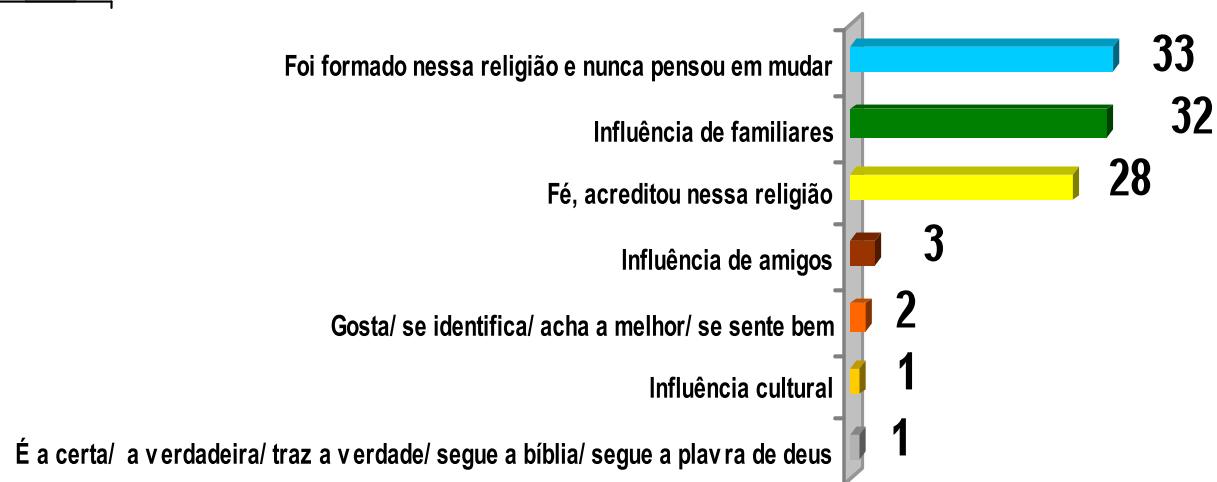 Foi formado nessa religião e nunca pensou em mudar 33
Influência de familiares 32
Fé, acreditou nessa religião 28
Influência de amigos 3
Gosta/ se identifica/ acha a melhor/ se sente bem 2
Influência cultural 1
É a certa/ a verdadeira/ traz a verdade/ segue a bíblia/ segue a plavra de deus 1